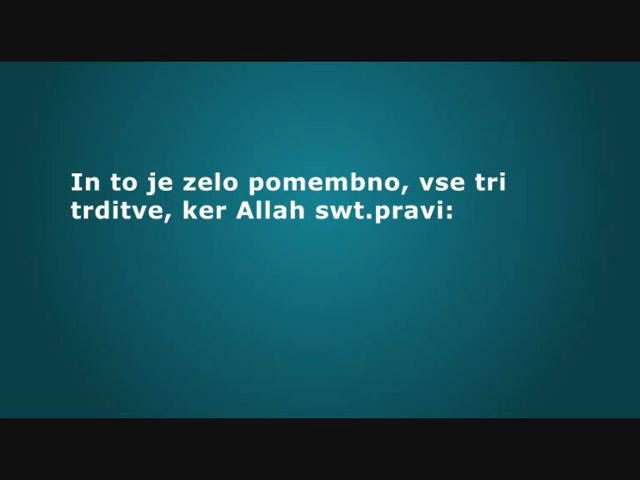 In to je zelo pomembno, vse tri
trditve, ker Allah swt.pravi: